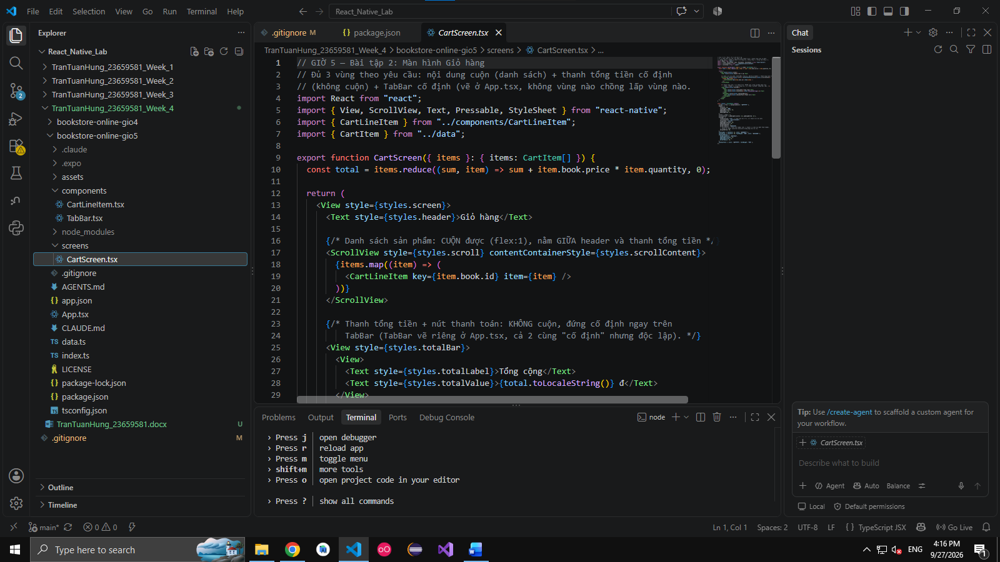 File Edit Selection View Go Run Terminal Help
React_Native_Lab
Explorer
React_Native_Lab
TranTuanHung_23659581_Week_1
TranTuanHung_23659581_Week_2
TranTuanHung_23659581_Week_3
TranTuanHung_23659581_Week_4
bookstore-online-gio4
bookstore-online-gio5
.claude
.expo
assets
components
CartLineItem.tsx
TabBar.tsx
node_modules
screens
CartScreen.tsx
.gitignore
AGENTS.md
{} app.json
App.tsx
CLAUDE.md
TS data.ts
TS index.ts
LICENSE
{} package-lock.json
{} package.json
TS tsconfig.json
TranTuanHung_23659581.docx U
.gitignore M
Outline
Timeline
2
.gitignore M {} package.json CartScreen.tsx
TranTuanHung_23659581_Week_4 > bookstore-online-gio5 > screens > CartScreen.tsx > ...
1 // GIỜ 5 — Bài tập 2: Màn hình Giỏ hàng
2 // Đủ 3 vùng theo yêu cầu: nội dung cuộn (danh sách) + thanh tổng tiền cố định
3 // (không cuộn) + TabBar cố định (vẽ ở App.tsx, không vùng nào chồng lấp vùng nào.
4 import React from "react";
5 import { View, ScrollView, Text, Pressable, StyleSheet } from "react-native";
6 import { CartLineItem } from "../components/CartLineItem";
7 import { CartItem } from "../data";
8
9 export function CartScreen({ items }: { items: CartItem[] }) {
10 const total = items.reduce((sum, item) => sum + item.book.price * item.quantity, 0);
11
12 return (
13 <View style={styles.screen}>
14 <Text style={styles.header}>Giỏ hàng</Text>
15
16 {/* Danh sách sản phẩm: CUỘN được (flex:1), nằm GIỮA header và thanh tổng tiền */
17 <ScrollView style={styles.scroll} contentContainerStyle={styles.scrollContent}>
18 {items.map((item) => (
19 <CartLineItem key={item.book.id} item={item} />
20 ))}
21 </ScrollView>
22
23 {/* Thanh tổng tiền + nút thanh toán: KHÔNG cuộn, đứng cố định ngay trên
24 TabBar (TabBar vẽ riêng ở App.tsx, cả 2 cùng "cố định" nhưng độc lập). */}
25 <View style={styles.totalBar}>
26 <View>
27 <Text style={styles.totalLabel}>Tổng cộng</Text>
28 <Text style={styles.totalValue}>{total.toLocaleString()} đ</Text>
29 </View>
Problems Output Terminal Ports Debug Console
node
› Press j │ open debugger
› Press r │ reload app
› Press m │ toggle menu
› shift+m │ more tools
› Press o │ open project code in your editor
› Press ? │ show all commands
Chat
Sessions
Tip: Use /create-agent to scaffold a custom agent for
your workflow.
CartScreen.tsx
Describe what to build
Agent Auto Balance
Local Default permissions
main* 0 0
Ln 1, Col 1 Spaces: 2 UTF-8 LF {} TypeScript JSX Go Live
Type here to search
ENG
4:16 PM
9/27/2026
1